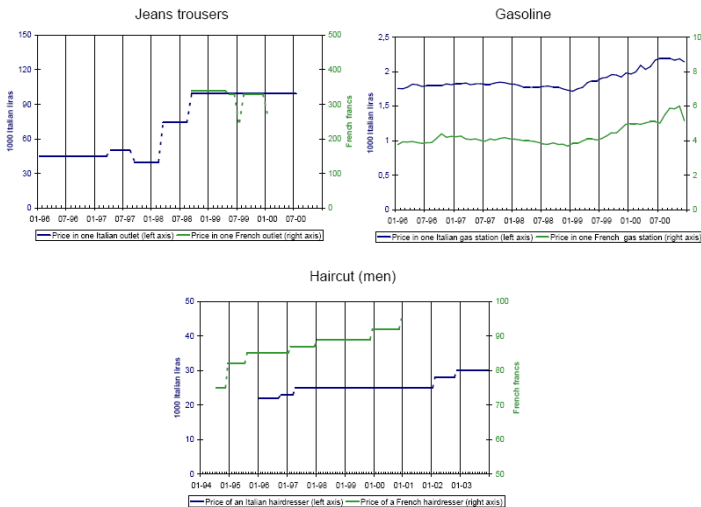 Jeans trousers
150
120
90
60
30
0
1000 Italian liras
500
400
300
200
100
0
French francs
01-96 07-96 01-97 07-97 01-98 07-98 01-99 07-99 01-00 07-00
Price in one Italian outlet (left axis) Price in one French outlet (right axis)
Gasoline
2,5
2
1,5
1
0,5
0
1000 Italian liras
10
8
6
4
2
0
French francs
01-96 07-96 01-97 07-97 01-98 07-98 01-99 07-99 01-00 07-00
Price in one Italian gas station (left axis) Price in one French gas station (right axis)
Haircut (men)
50
40
30
20
10
0
1000 Italian liras
100
90
80
70
60
50
French francs
01-94 01-95 01-96 01-97 01-98 01-99 01-00 01-01 01-02 01-03
Price of an Italian hairdresser (left axis) Price of a French hairdresser (right axis)